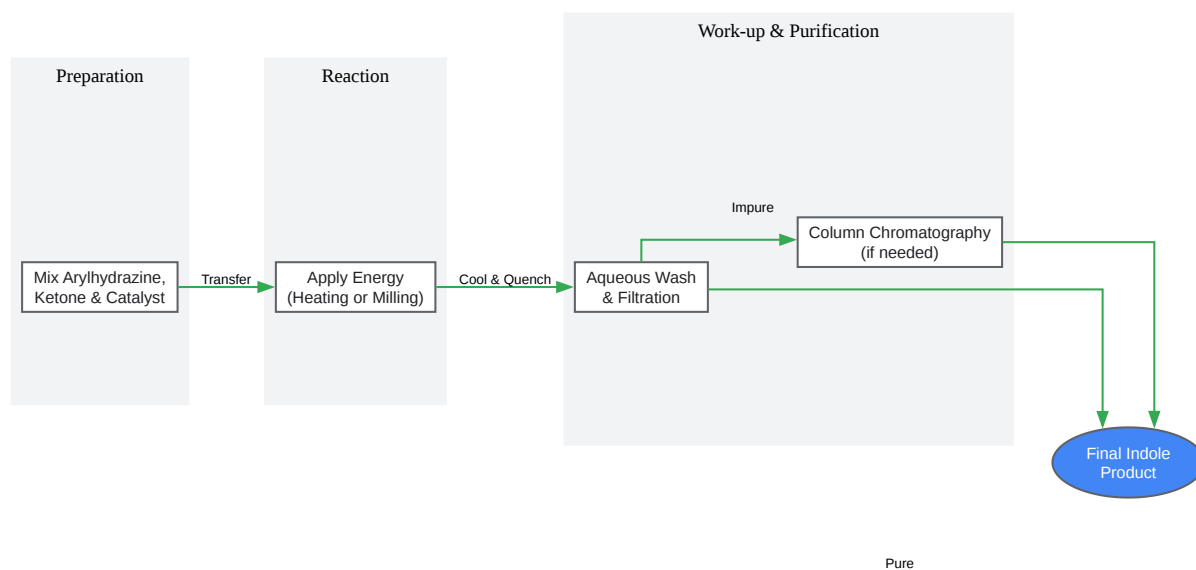 Work-up & Purification
Preparation
Reaction
Impure
Column Chromatography
(if needed)
Mix Arylhydrazine,
Ketone & Catalyst
Transfer
Apply Energy
(Heating or Milling)
Cool & Quench
Aqueous Wash
& Filtration
Final Indole
Product
Pure